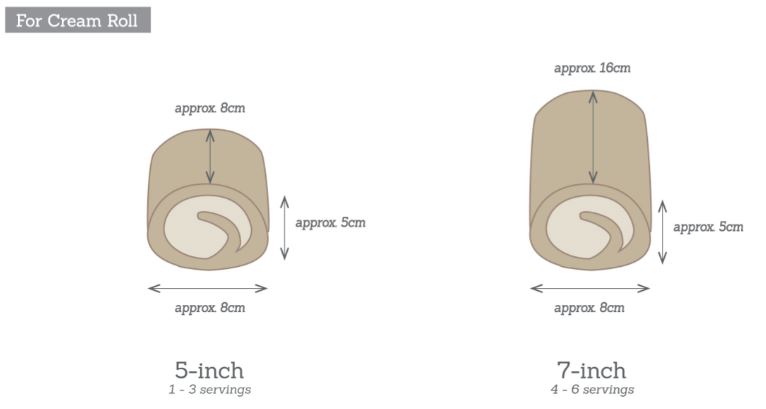 For Cream Roll
approx. 8cm
approx. 5cm
approx. 8cm
5-inch
1 - 3 servings
approx. 16cm
approx. 5cm
approx. 8cm
7-inch
4 - 6 servings